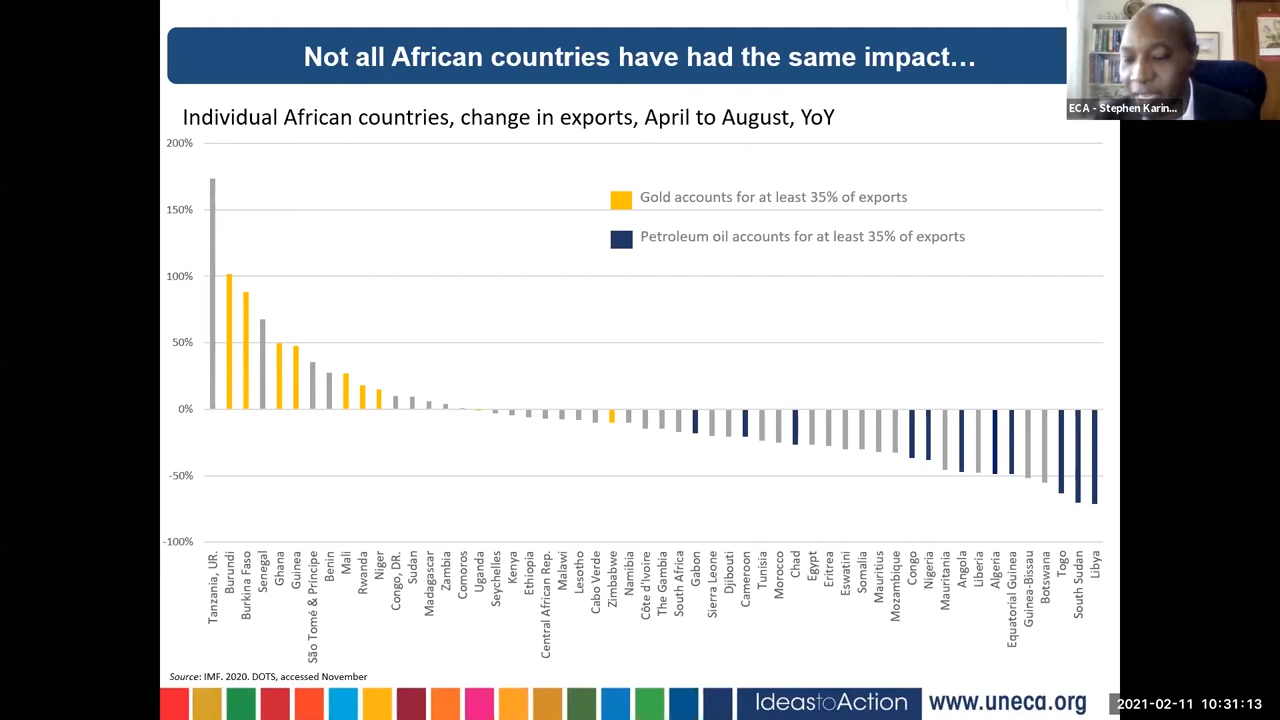 Not all African countries have had the same impact…
ECA - Stephen Karin...
Individual African countries, change in exports, April to August, YoY
200%
150%
100%
50%
0%
-50%
-100%
Gold accounts for at least 35% of exports
Petroleum oil accounts for at least 35% of exports
Tanzania, UR.
Burundi
Burkina Faso
Senegal
Ghana
Guinea
São Tomé & Príncipe
Benin
Mali
Rwanda
Niger
Congo, DR.
Sudan
Madagascar
Zambia
Comoros
Uganda
Seychelles
Kenya
Ethiopia
Central African Rep.
Malawi
Lesotho
Cabo Verde
Zimbabwe
Namibia
Côte d'Ivoire
The Gambia
South Africa
Gabon
Sierra Leone
Djibouti
Cameroon
Tunisia
Morocco
Chad
Egypt
Eritrea
Eswatini
Somalia
Mauritius
Mozambique
Congo
Nigeria
Mauritania
Angola
Liberia
Algeria
Equatorial Guinea
Guinea-Bissau
Botswana
Togo
South Sudan
Libya
Source: IMF. 2020. DOTS, accessed November
IdeastoAction
www.uneca.org
2021-02-11 10:31:13